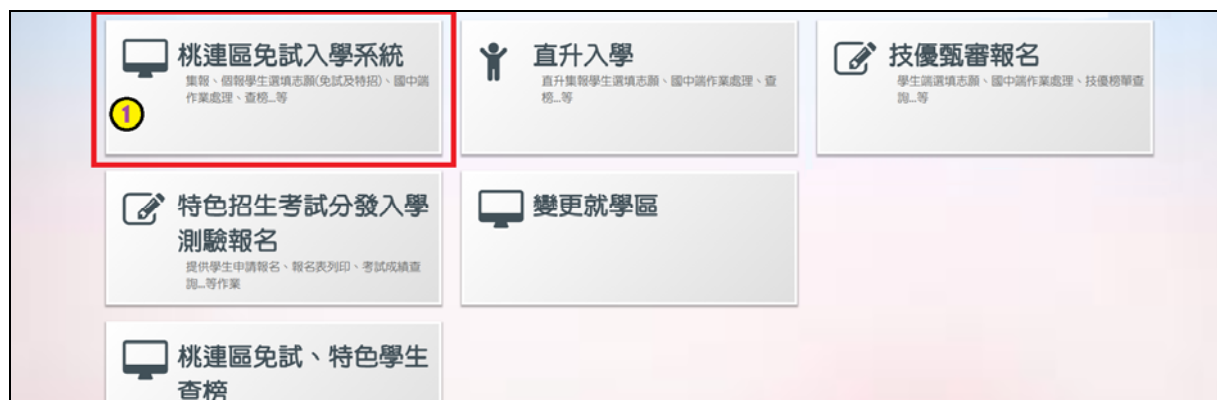 桃連區免試入學系統
集報、個報學生選填志願(免試及特招)、國中端
作業處理、查榜...等
1
直升入學
直升集報學生選填志願、國中端作業處理、查
榜...等
技優甄審報名
學生端選填志願、國中端作業處理、技優榜單查
詢...等
特色招生考試分發入學
測驗報名
提供學生申請報名、報名表列印、考試成績查
詢...等作業
變更就學區
桃連區免試、特色學生
查榜